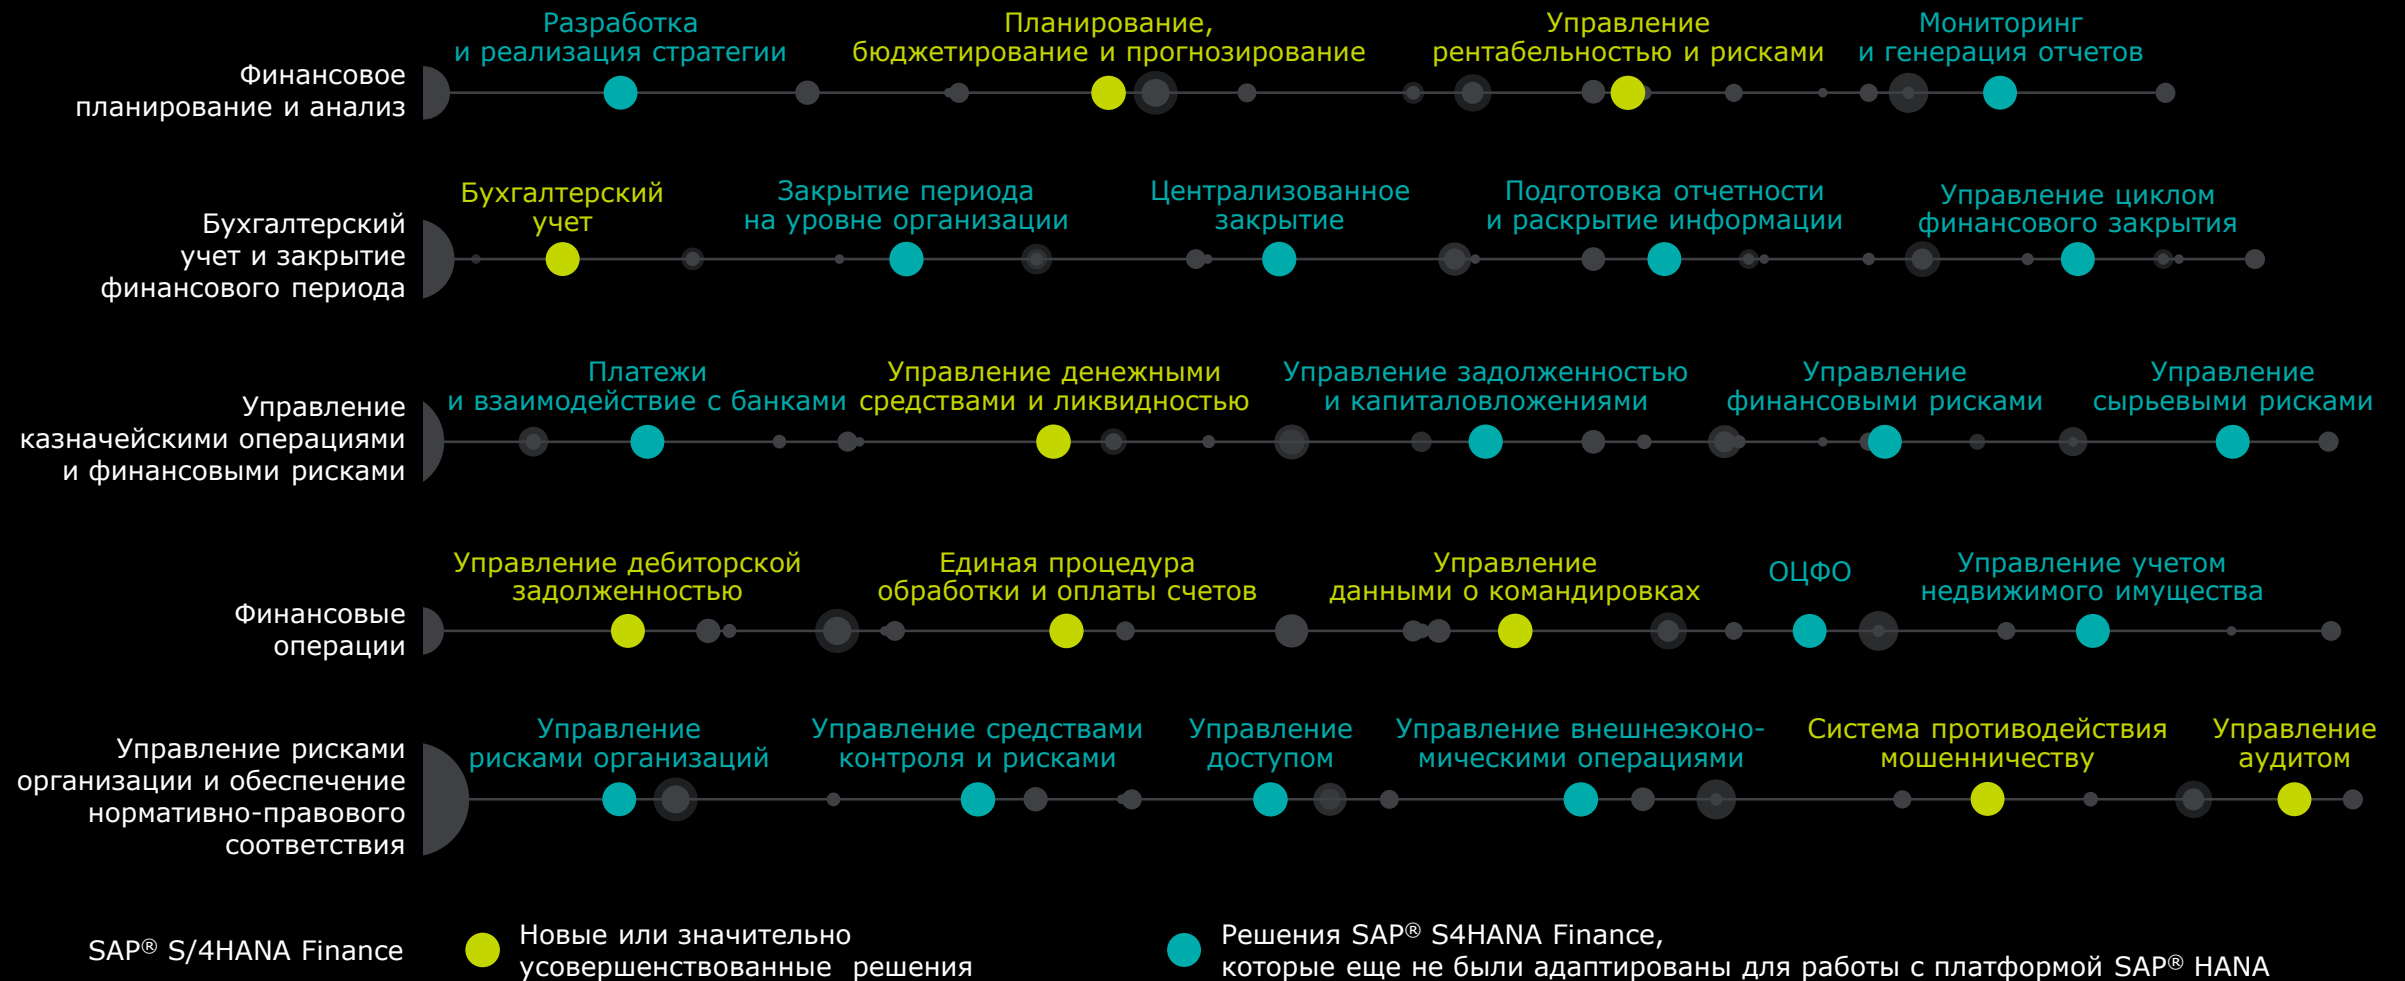 Финансовое
планирование и анализ
Разработка
и реализация стратегии
Планирование,
бюджетирование и прогнозирование
Управление
рентабельностью и рисками
Мониторинг
и генерация отчетов
Бухгалтерский
учет и закрытие
финансового периода
Бухгалтерский
учет
Закрытие периода
на уровне организации
Централизованное
закрытие
Подготовка отчетности
и раскрытие информации
Управление циклом
финансового закрытия
Управление
казначейскими операциями
и финансовыми рисками
Платежи
и взаимодействие с банками
Управление денежными
средствами и ликвидностью
Управление задолженностью
и капиталовложениями
Управление
финансовыми рисками
Управление
сырьевыми рисками
Финансовые
операции
Управление дебиторской
задолженностью
Единая процедура
обработки и оплаты счетов
Управление
данными о командировках
ОЦФО
Управление учетом
недвижимого имущества
Управление рисками
организации и обеспечение
нормативно-правового
соответствия
Управление
рисками организаций
Управление средствами
контроля и рисками
Управление
доступом
Управление внешнеэконо-
мическими операциями
Система противодействия
мошенничеству
Управление
аудитом
SAP® S/4HANA Finance
Новые или значительно
усовершенствованные решения
Решения SAP® S4HANA Finance,
которые еще не были адаптированы для работы с платформой SAP® HANA